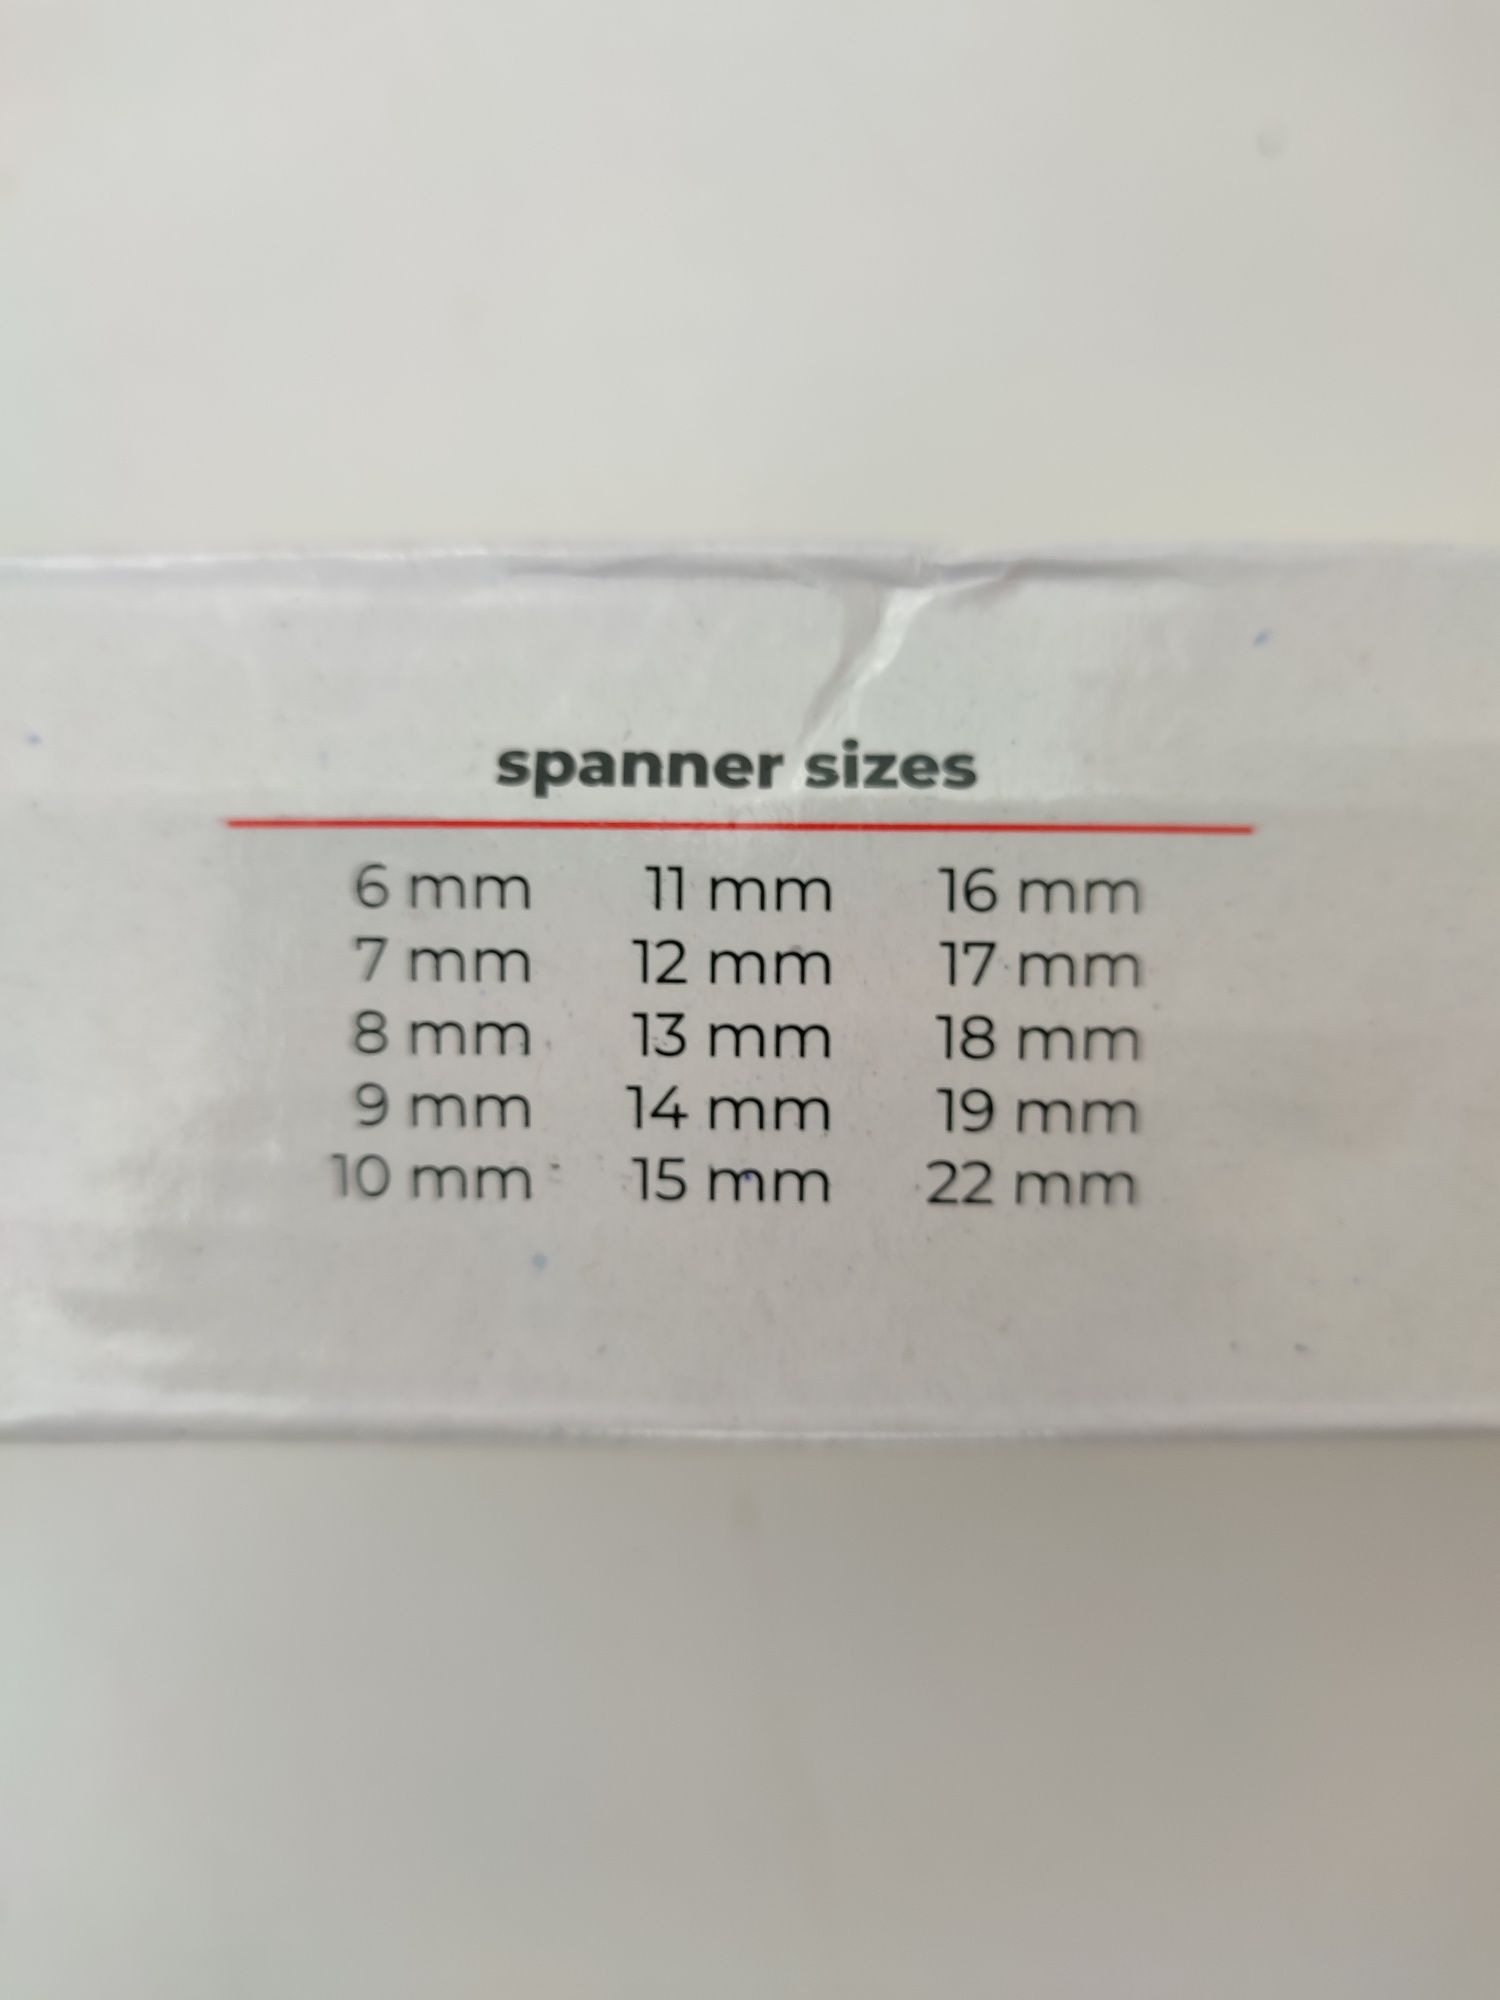 spanner sizes
6 mm 11 mm 16 mm
7 mm 12 mm 17 mm
8 mm 13 mm 18 mm
9 mm 14 mm 19 mm
10 mm 15 mm 22 mm